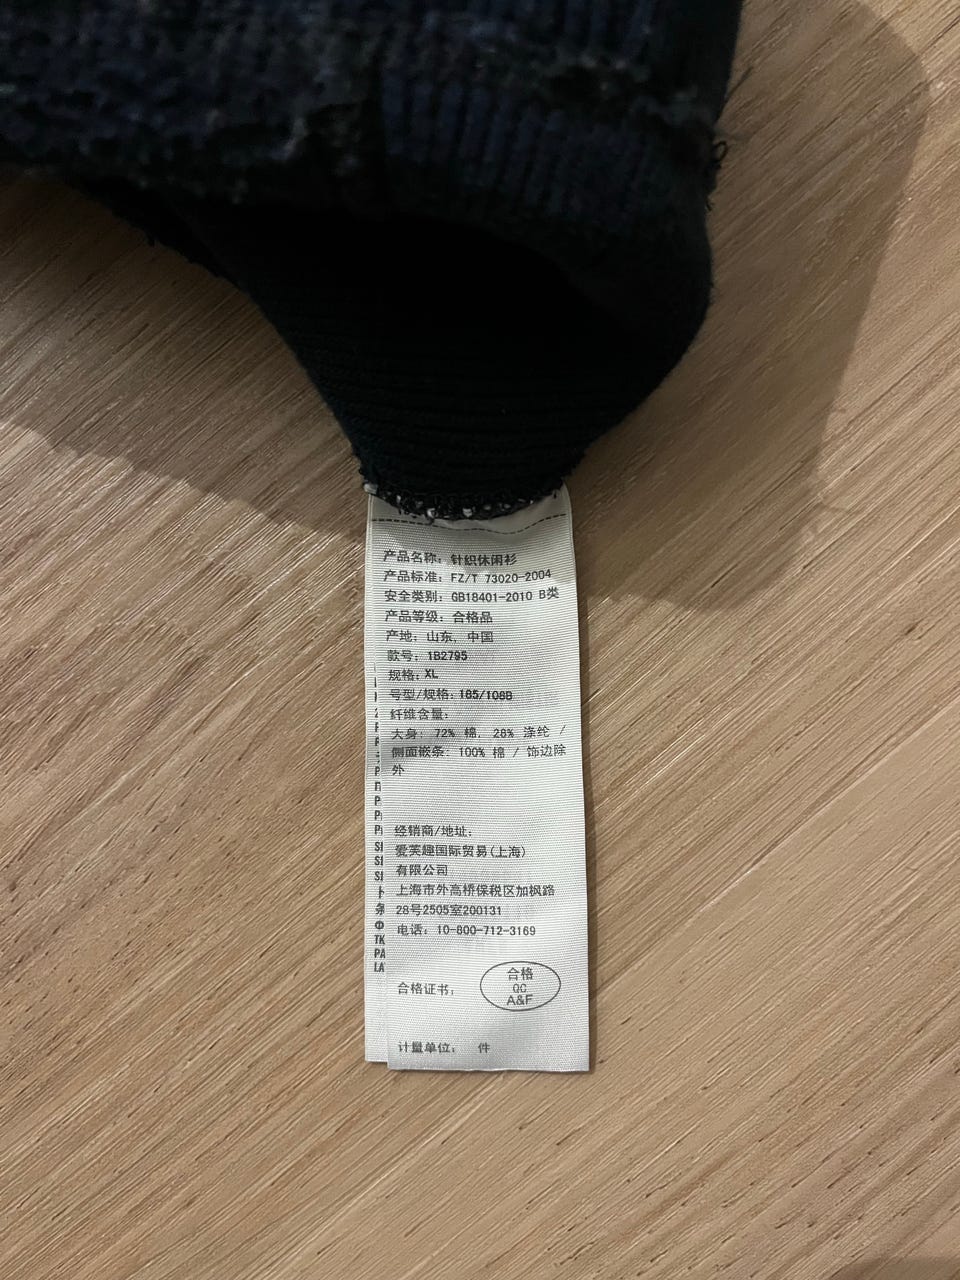 产品名称: 针织休闲衫
产品标准: FZ/T 73020-2004
安全类别: GB18401-2010 B类
产品等级: 合格品
产地: 山东, 中国
款号: 1B2795
规格: XL
号型/规格: 185/108B
纤维含量:
大身: 72% 棉, 28% 涤纶 /
侧面嵌条: 100% 棉 / 饰边除
外
经销商/地址:
爱芙趣国际贸易(上海)
有限公司
上海市外高桥保税区加枫路
28号2505室200131
电话: 10-800-712-3169
合格证书:
合格
QC
A&F
计量单位: 件
TK
PA
LA